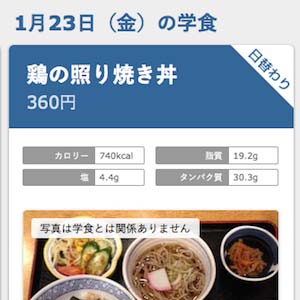 1月23日（金）の学食
日替わり
鶏の照り焼き丼
360円
カロリー 740kcal 脂質 19.2g
塩 4.4g タンパク質 30.3g
写真は学食とは関係ありません